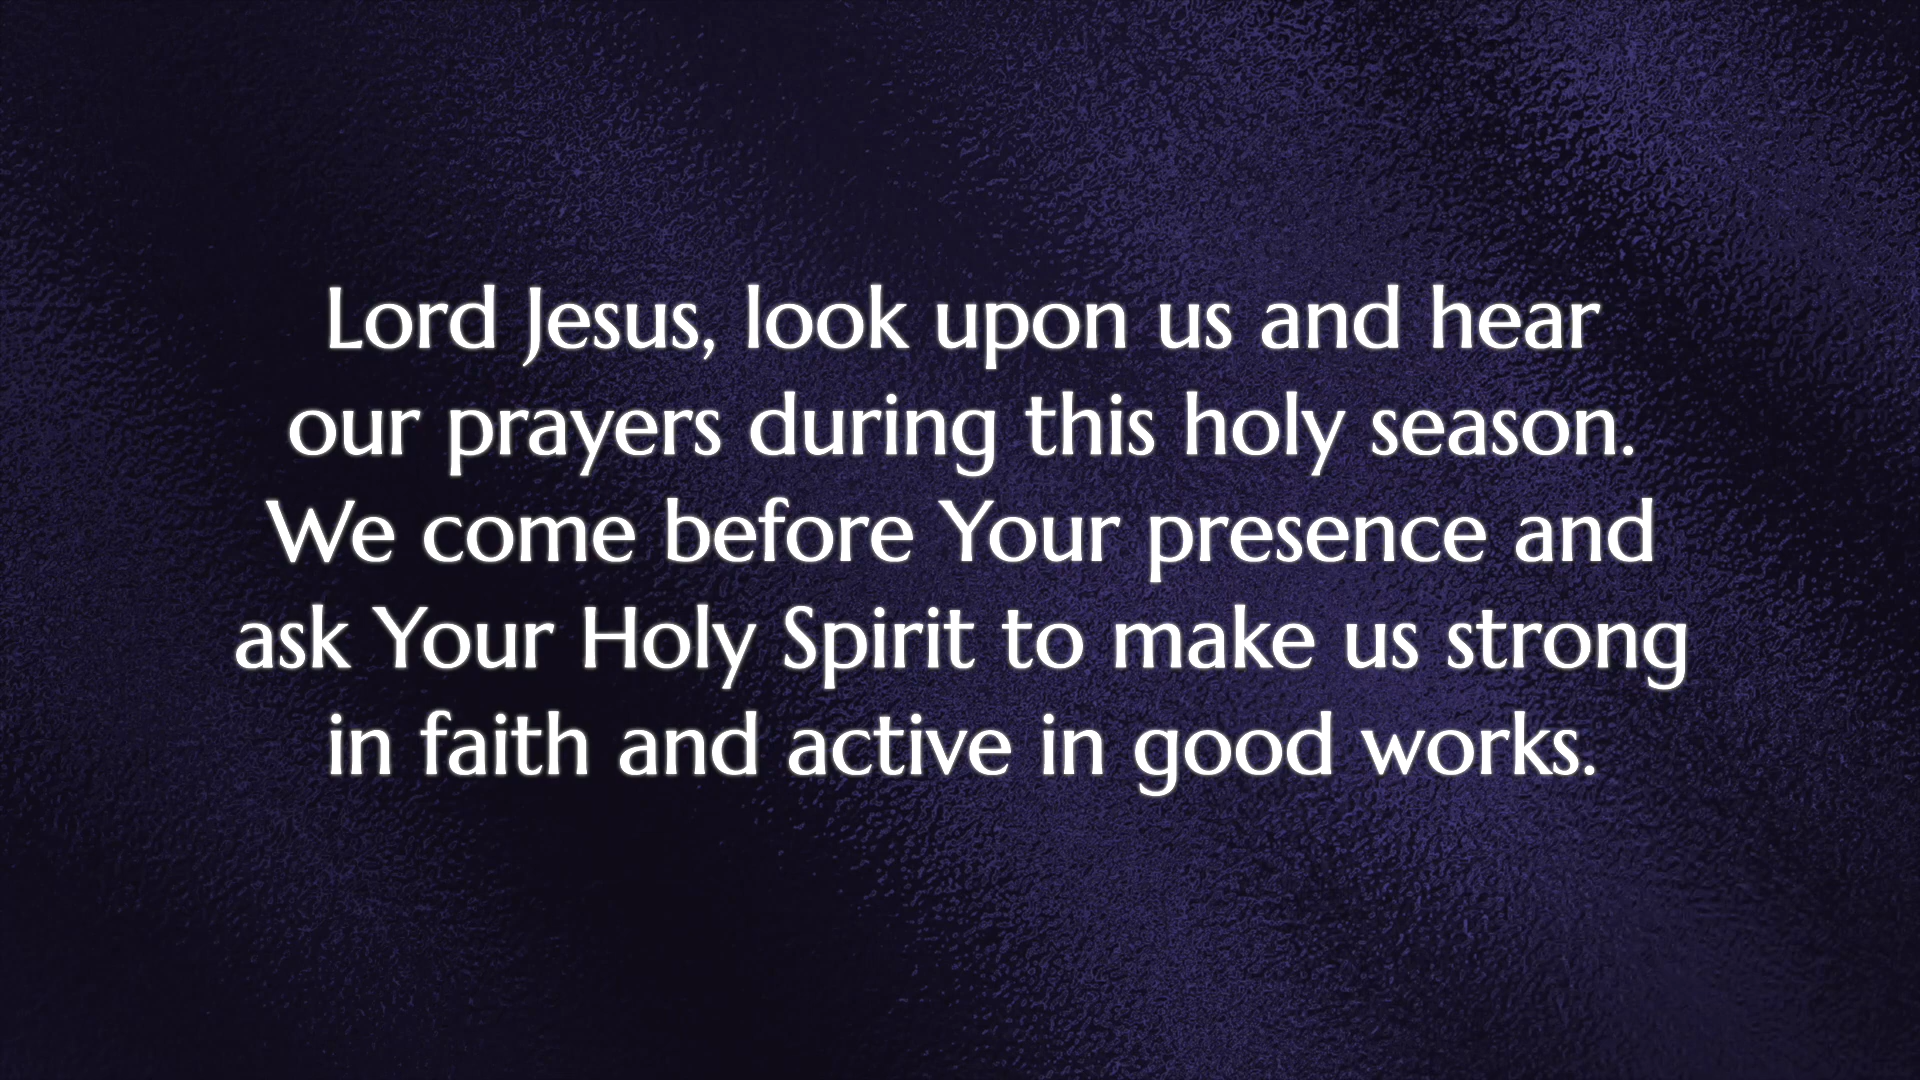 Lord Jesus, look upon us and hear
our prayers during this holy season.
We come before Your presence and
ask Your Holy Spirit to make us strong
in faith and active in good works.